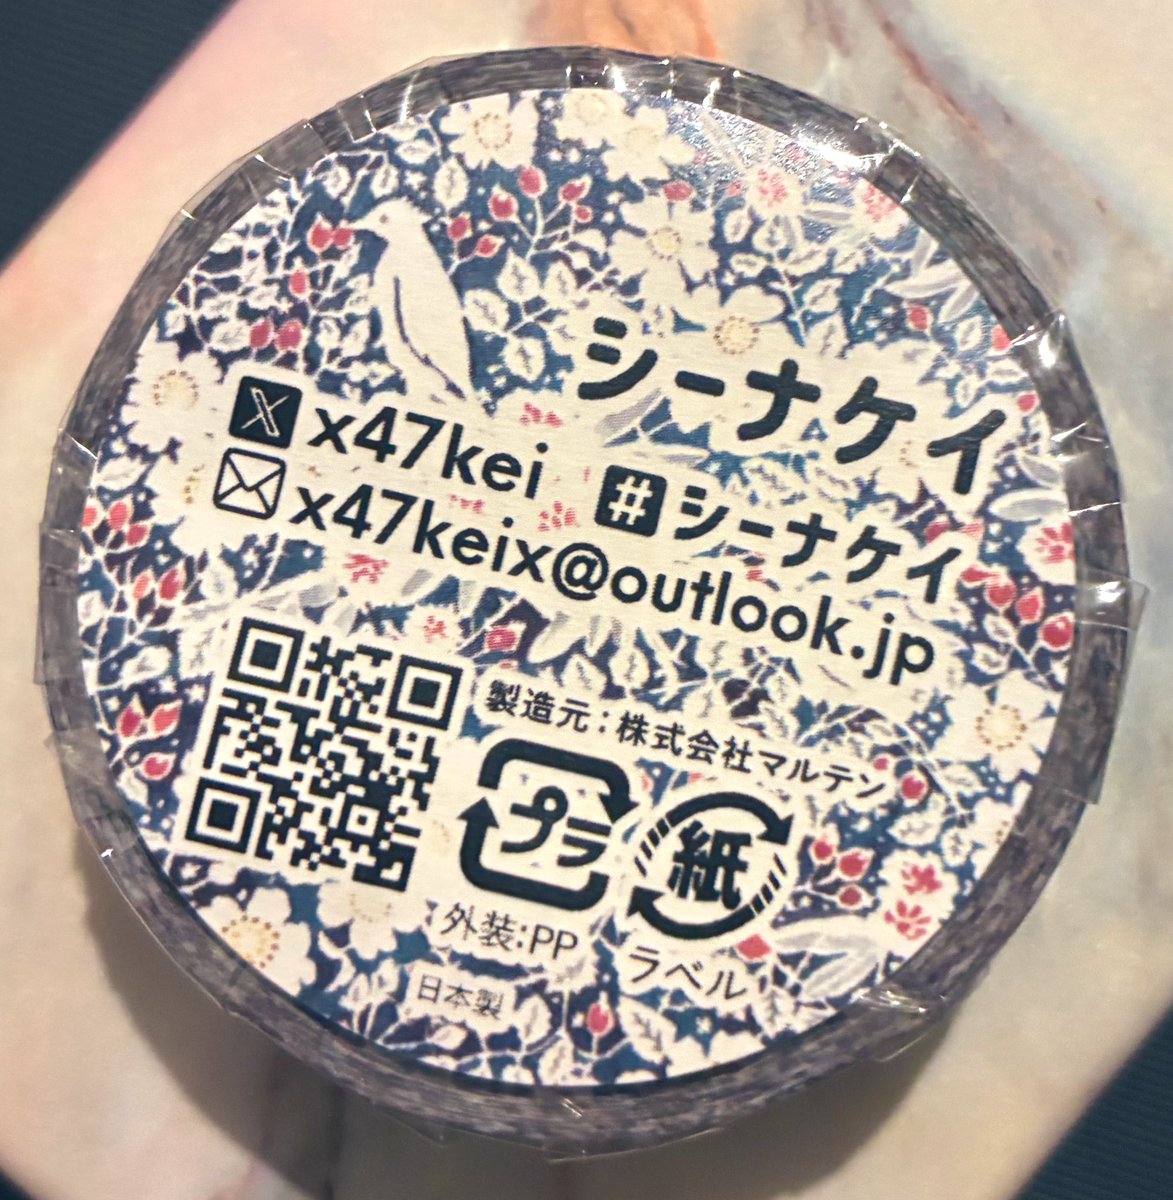 シーナケイ
x47kei #シーナケイ
x47keix@outlook.jp
製造元：株式会社マルテン
プラ 紙
外装:PP ラベル
日本製